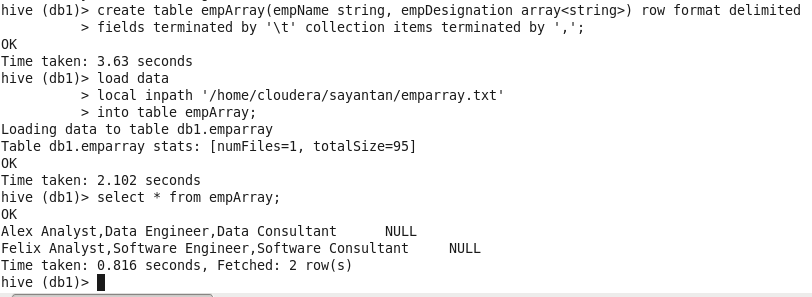 hive (db1)> create table empArray(empName string, empDesignation array<string>) row format delimited
> fields terminated by '\t' collection items terminated by ',';
OK
Time taken: 3.63 seconds
hive (db1)> load data
> local inpath '/home/cloudera/sayantan/emparray.txt'
> into table empArray;
Loading data to table db1.emparray
Table db1.emparray stats: [numFiles=1, totalSize=95]
OK
Time taken: 2.102 seconds
hive (db1)> select * from empArray;
OK
Alex Analyst,Data Engineer,Data Consultant      NULL
Felix Analyst,Software Engineer,Software Consultant     NULL
Time taken: 0.816 seconds, Fetched: 2 row(s)
hive (db1)>